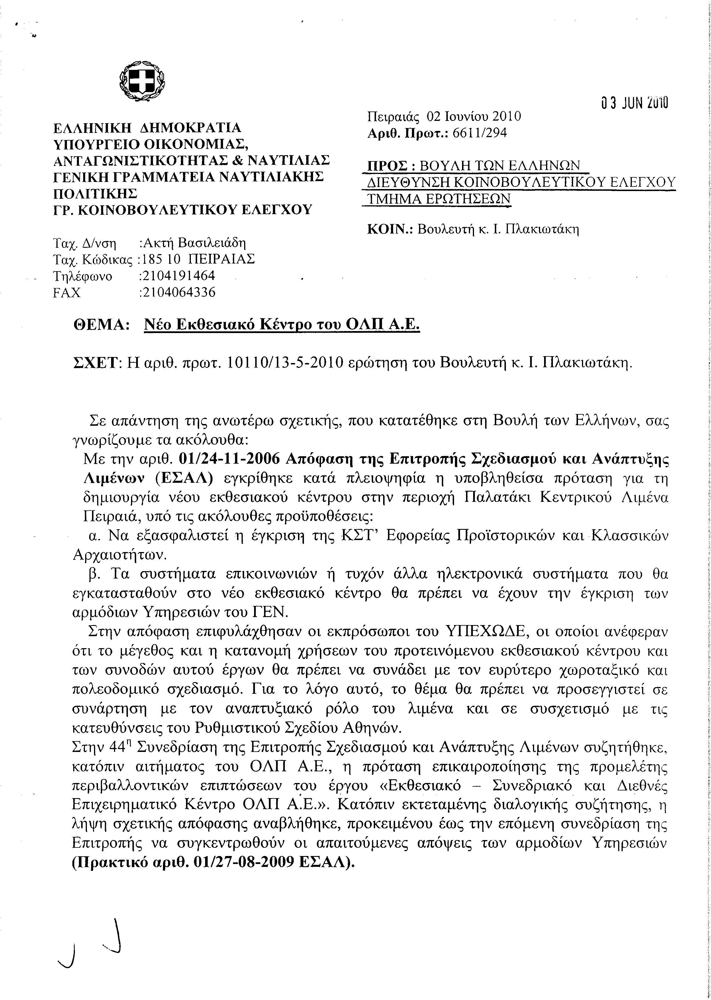 03 JUN 2010
ΕΛΛΗΝΙΚΗ ΔΗΜΟΚΡΑΤΙΑ
ΥΠΟΥΡΓΕΙΟ ΟΙΚΟΝΟΜΙΑΣ,
ΑΝΤΑΓΩΝΙΣΤΙΚΟΤΗΤΑΣ & ΝΑΥΤΙΛΙΑΣ
ΓΕΝΙΚΗ ΓΡΑΜΜΑΤΕΙΑ ΝΑΥΤΙΛΙΑΚΗΣ
ΠΟΛΙΤΙΚΗΣ
ΓΡ. ΚΟΙΝΟΒΟΥΛΕΥΤΙΚΟΥ ΕΛΕΓΧΟΥ
Ταχ. Δ/νση :Ακτή Βασιλειάδη
Ταχ. Κώδικας :185 10 ΠΕΙΡΑΙΑΣ
Τηλέφωνο :2104191464
FAX :2104064336
Πειραιάς 02 Ιουνίου 2010
Αριθ. Πρωτ.: 6611/294
ΠΡΟΣ : ΒΟΥΛΗ ΤΩΝ ΕΛΛΗΝΩΝ
ΔΙΕΥΘΥΝΣΗ ΚΟΙΝΟΒΟΥΛΕΥΤΙΚΟΥ ΕΛΕΓΧΟΥ
ΤΜΗΜΑ ΕΡΩΤΗΣΕΩΝ
ΚΟΙΝ.: Βουλευτή κ. Ι. Πλακιωτάκη
ΘΕΜΑ: Νέο Εκθεσιακό Κέντρο του ΟΛΠ Α.Ε.
ΣΧΕΤ: Η αριθ. πρωτ. 10110/13-5-2010 ερώτηση του Βουλευτή κ. Ι. Πλακιωτάκη.
Σε απάντηση της ανωτέρω σχετικής, που κατατέθηκε στη Βουλή των Ελλήνων, σας
γνωρίζουμε τα ακόλουθα:
Με την αριθ. 01/24-11-2006 Απόφαση της Επιτροπής Σχεδιασμού και Ανάπτυξης
Λιμένων (ΕΣΑΛ) εγκρίθηκε κατά πλειοψηφία η υποβληθείσα πρόταση για τη
δημιουργία νέου εκθεσιακού κέντρου στην περιοχή Παλατάκι Κεντρικού Λιμένα
Πειραιά, υπό τις ακόλουθες προϋποθέσεις:
α. Να εξασφαλιστεί η έγκριση της ΚΣΤ’ Εφορείας Προϊστορικών και Κλασσικών
Αρχαιοτήτων.
β. Τα συστήματα επικοινωνιών ή τυχόν άλλα ηλεκτρονικά συστήματα που θα
εγκατασταθούν στο νέο εκθεσιακό κέντρο θα πρέπει να έχουν την έγκριση των
αρμόδιων Υπηρεσιών του ΓΕΝ.
Στην απόφαση επιφυλάχθησαν οι εκπρόσωποι του ΥΠΕΧΩΔΕ, οι οποίοι ανέφεραν
ότι το μέγεθος και η κατανομή χρήσεων του προτεινόμενου εκθεσιακού κέντρου και
των συνοδών αυτού έργων θα πρέπει να συνάδει με τον ευρύτερο χωροταξικό και
πολεοδομικό σχεδιασμό. Για το λόγο αυτό, το θέμα θα πρέπει να προσεγγιστεί σε
συνάρτηση με τον αναπτυξιακό ρόλο του λιμένα και σε συσχετισμό με τις
κατευθύνσεις του Ρυθμιστικού Σχεδίου Αθηνών.
Στην 44η Συνεδρίαση της Επιτροπής Σχεδιασμού και Ανάπτυξης Λιμένων συζητήθηκε,
κατόπιν αιτήματος του ΟΛΠ Α.Ε., η πρόταση επικαιροποίησης της προμελέτης
περιβαλλοντικών επιπτώσεων του έργου «Εκθεσιακό – Συνεδριακό και Διεθνές
Επιχειρηματικό Κέντρο ΟΛΠ Α.Ε.». Κατόπιν εκτεταμένης διαλογικής συζήτησης, η
λήψη σχετικής απόφασης αναβλήθηκε, προκειμένου έως την επόμενη συνεδρίαση της
Επιτροπής να συγκεντρωθούν οι απαιτούμενες απόψεις των αρμοδίων Υπηρεσιών
(Πρακτικό αριθ. 01/27-08-2009 ΕΣΑΛ).